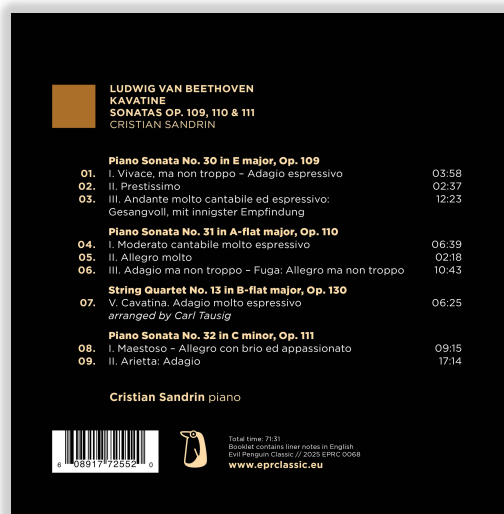 LUDWIG VAN BEETHOVEN
KAVATINE
SONATAS OP. 109, 110 & 111
CRISTIAN SANDRIN
Piano Sonata No. 30 in E major, Op. 109
01. I. Vivace, ma non troppo – Adagio espressivo 03:58
02. II. Prestissimo 02:37
03. III. Andante molto cantabile ed espressivo: 12:23
Gesangvoll, mit innigster Empfindung
Piano Sonata No. 31 in A-flat major, Op. 110
04. I. Moderato cantabile molto espressivo 06:39
05. II. Allegro molto 02:18
06. III. Adagio ma non troppo – Fuga: Allegro ma non troppo 10:43
String Quartet No. 13 in B-flat major, Op. 130
07. V. Cavatina. Adagio molto espressivo 06:25
arranged by Carl Tausig
Piano Sonata No. 32 in C minor, Op. 111
08. I. Maestoso – Allegro con brio ed appassionato 09:15
09. II. Arietta: Adagio 17:14
Cristian Sandrin piano
Total time: 71:31
Booklet contains liner notes in English
Evil Penguin Classic // 2025 EPRC 0068
www.eprclassic.eu
6 08917 72552 0